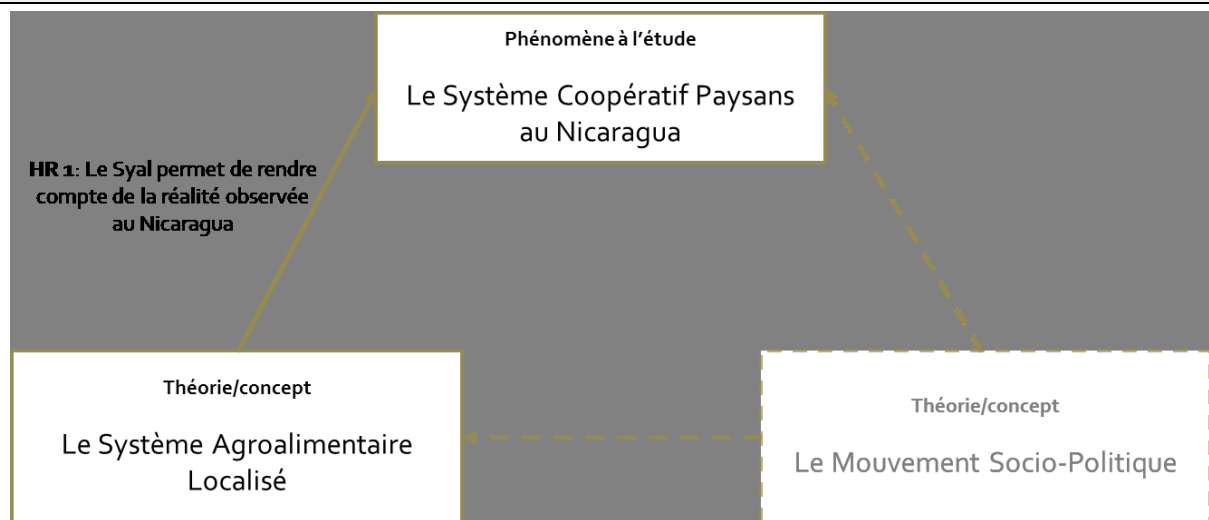 Phénomène à l'étude
Le Système Coopératif Paysans
au Nicaragua
HR 1: Le Syal permet de rendre
compte de la réalité observée
au Nicaragua
Théorie/concept
Le Système Agroalimentaire
Localisé
Théorie/concept
Le Mouvement Socio-Politique